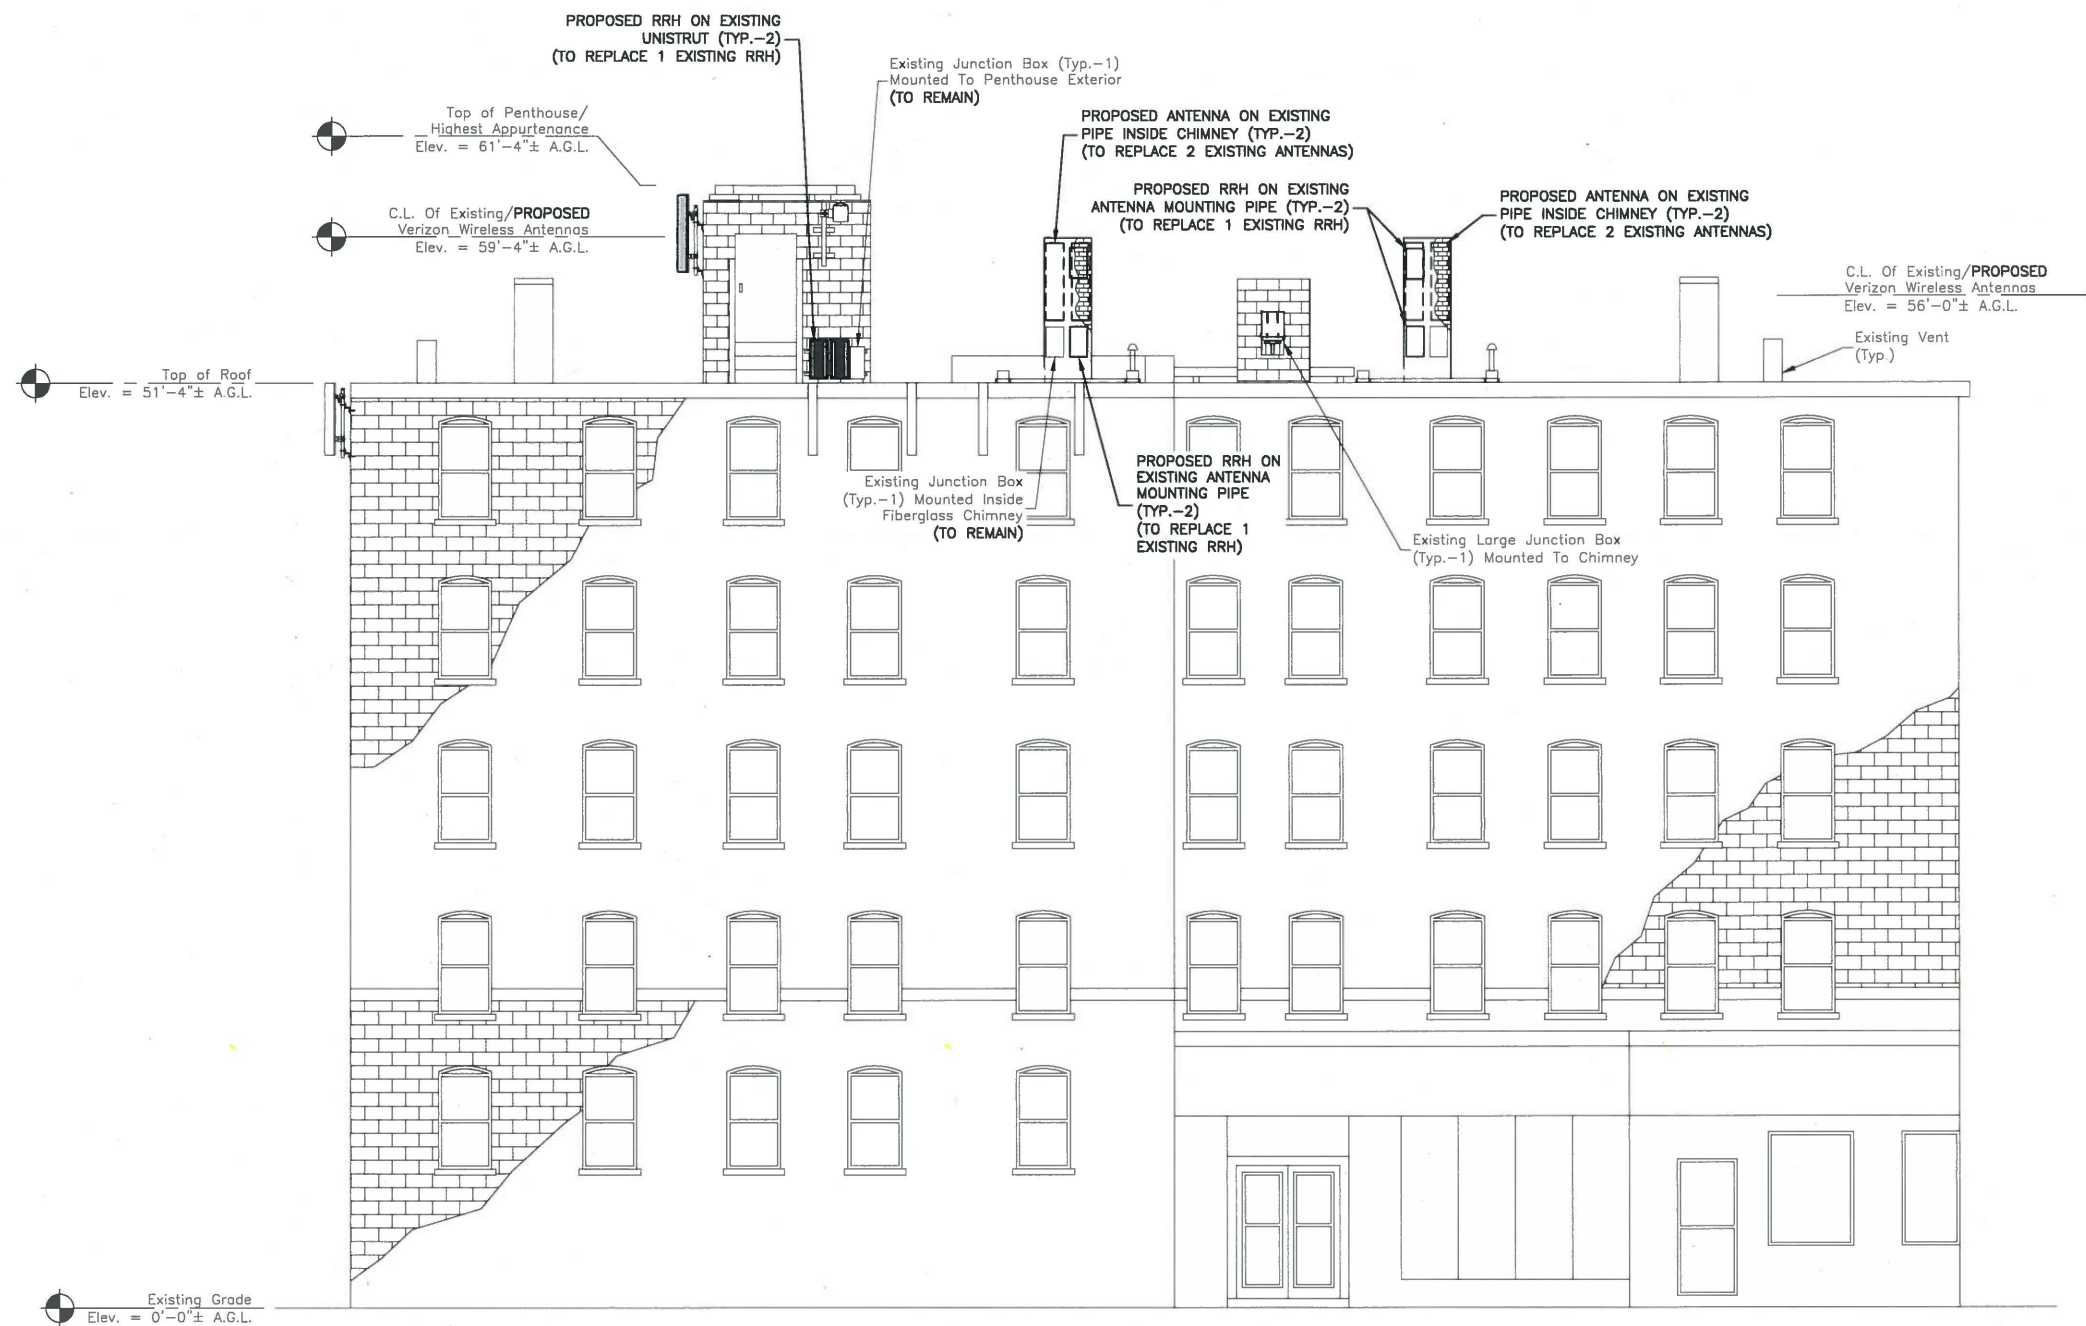 PROPOSED RRH ON EXISTING
UNISTRUT (TYP.-2)
(TO REPLACE 1 EXISTING RRH)
Existing Junction Box (Typ.-1)
Mounted To Penthouse Exterior
(TO REMAIN)
Top of Penthouse/
Highest Appurtenance
Elev. = 61'-4"± A.G.L.
PROPOSED ANTENNA ON EXISTING
PIPE INSIDE CHIMNEY (TYP.-2)
(TO REPLACE 2 EXISTING ANTENNAS)
PROPOSED RRH ON EXISTING
ANTENNA MOUNTING PIPE (TYP.-2)
(TO REPLACE 1 EXISTING RRH)
PROPOSED ANTENNA ON EXISTING
PIPE INSIDE CHIMNEY (TYP.-2)
(TO REPLACE 2 EXISTING ANTENNAS)
C.L. Of Existing/PROPOSED
Verizon Wireless Antennas
Elev. = 59'-4"± A.G.L.
C.L. Of Existing/PROPOSED
Verizon Wireless Antennas
Elev. = 56'-0"± A.G.L.
Existing Vent
(Typ.)
Top of Roof
Elev. = 51'-4"± A.G.L.
Existing Junction Box
(Typ.-1) Mounted Inside
Fiberglass Chimney
(TO REMAIN)
PROPOSED RRH ON
EXISTING ANTENNA
MOUNTING PIPE
(TYP.-2)
(TO REPLACE 1
EXISTING RRH)
Existing Large Junction Box
(Typ.-1) Mounted To Chimney
Existing Grade
Elev. = 0'-0"± A.G.L.